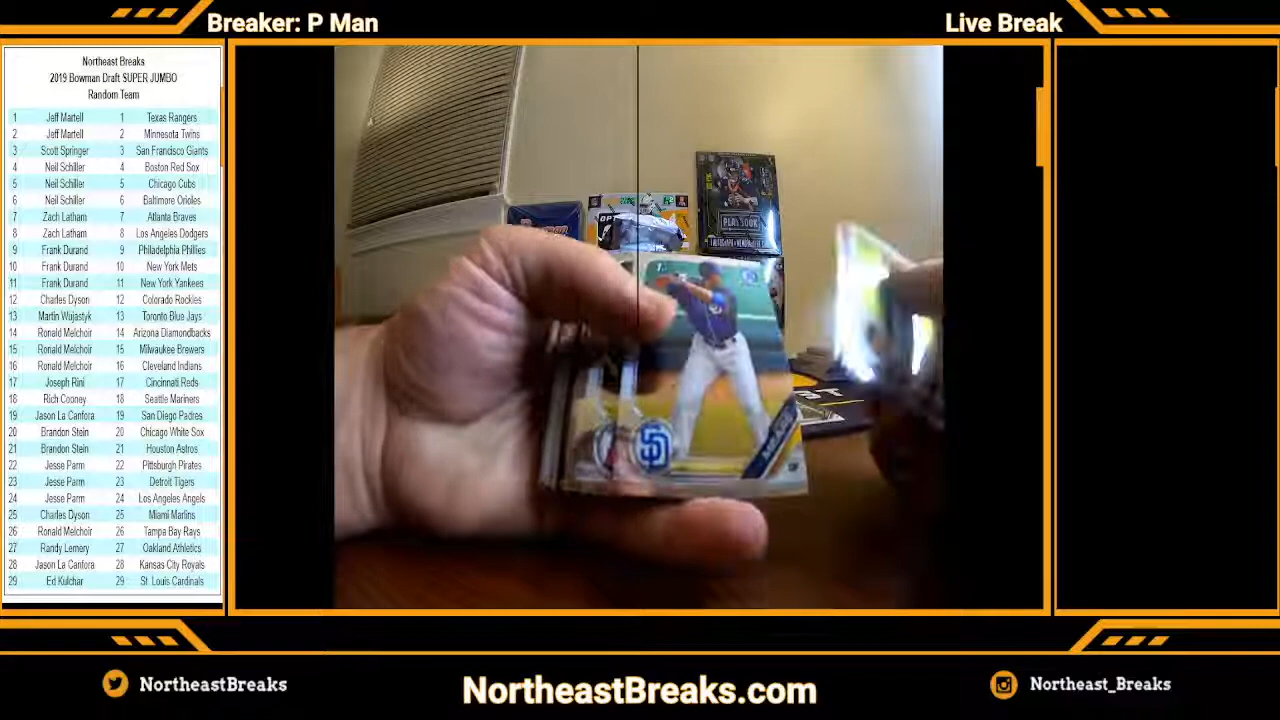 Breaker: P Man
Live Break
Northeast Breaks
2019 Bowman Draft SUPER JUMBO
Random Team
1 Jeff Martell 1 Texas Rangers
2 Jeff Martell 2 Minnesota Twins
3 Scott Springer 3 San Francisco Giants
4 Neil Schiller 4 Boston Red Sox
5 Neil Schiller 5 Chicago Cubs
6 Neil Schiller 6 Baltimore Orioles
7 Zach Latham 7 Atlanta Braves
8 Zach Latham 8 Los Angeles Dodgers
9 Frank Durand 9 Philadelphia Phillies
10 Frank Durand 10 New York Mets
11 Frank Durand 11 New York Yankees
12 Charles Dyson 12 Colorado Rockies
13 Martin Wujastyk 13 Toronto Blue Jays
14 Ronald Melchoir 14 Arizona Diamondbacks
15 Ronald Melchoir 15 Milwaukee Brewers
16 Ronald Melchoir 16 Cleveland Indians
17 Joseph Rini 17 Cincinnati Reds
18 Rich Cooney 18 Seattle Mariners
19 Jason La Canfora 19 San Diego Padres
20 Brandon Stein 20 Chicago White Sox
21 Brandon Stein 21 Houston Astros
22 Jesse Parm 22 Pittsburgh Pirates
23 Jesse Parm 23 Detroit Tigers
24 Jesse Parm 24 Los Angeles Angels
25 Charles Dyson 25 Miami Marlins
26 Ronald Melchoir 26 Tampa Bay Rays
27 Randy Lemery 27 Oakland Athletics
28 Jason La Canfora 28 Kansas City Royals
29 Ed Kulchar 29 St. Louis Cardinals
PLAYBOOK
SD
NortheastBreaks
NortheastBreaks.com
Northeast_Breaks